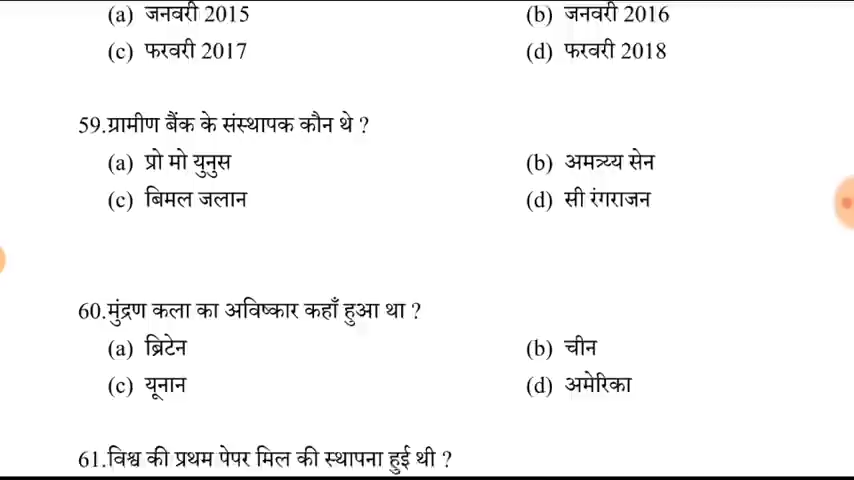 (a) जनवरी 2015 (b) जनवरी 2016
(c) फरवरी 2017 (d) फरवरी 2018
59.ग्रामीण बैंक के संस्थापक कौन थे ?
(a) प्रो मो युनुस (b) अमत्र्य्य सेन
(c) बिमल जलान (d) सी रंगराजन
60.मुंद्रण कला का अविष्कार कहाँ हुआ था ?
(a) ब्रिटेन (b) चीन
(c) यूनान (d) अमेरिका
61.विश्व की प्रथम पेपर मिल की स्थापना हुई थी ?